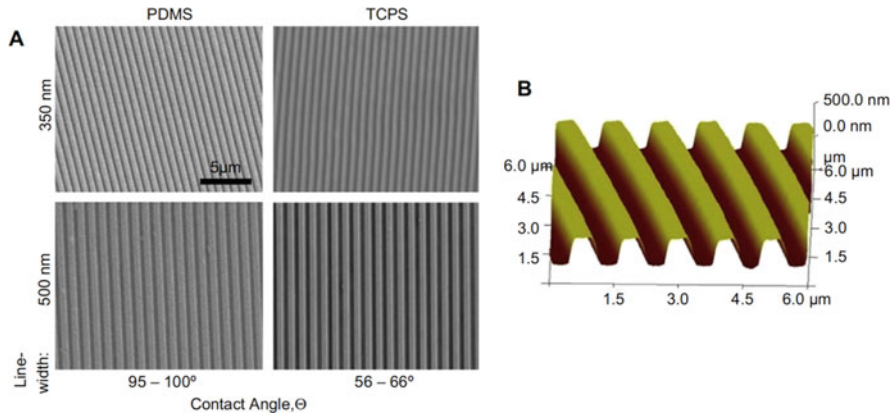 PDMS TCPS
A
350 nm
5µm
500 nm
Line-
width:
95 – 100º 56 – 66º
Contact Angle,Θ
B
500.0 nm
0.0 nm
µm
6.0 µm 6.0 µm
4.5 4.5
3.0 3.0
1.5 1.5
1.5 3.0 4.5 6.0 µm